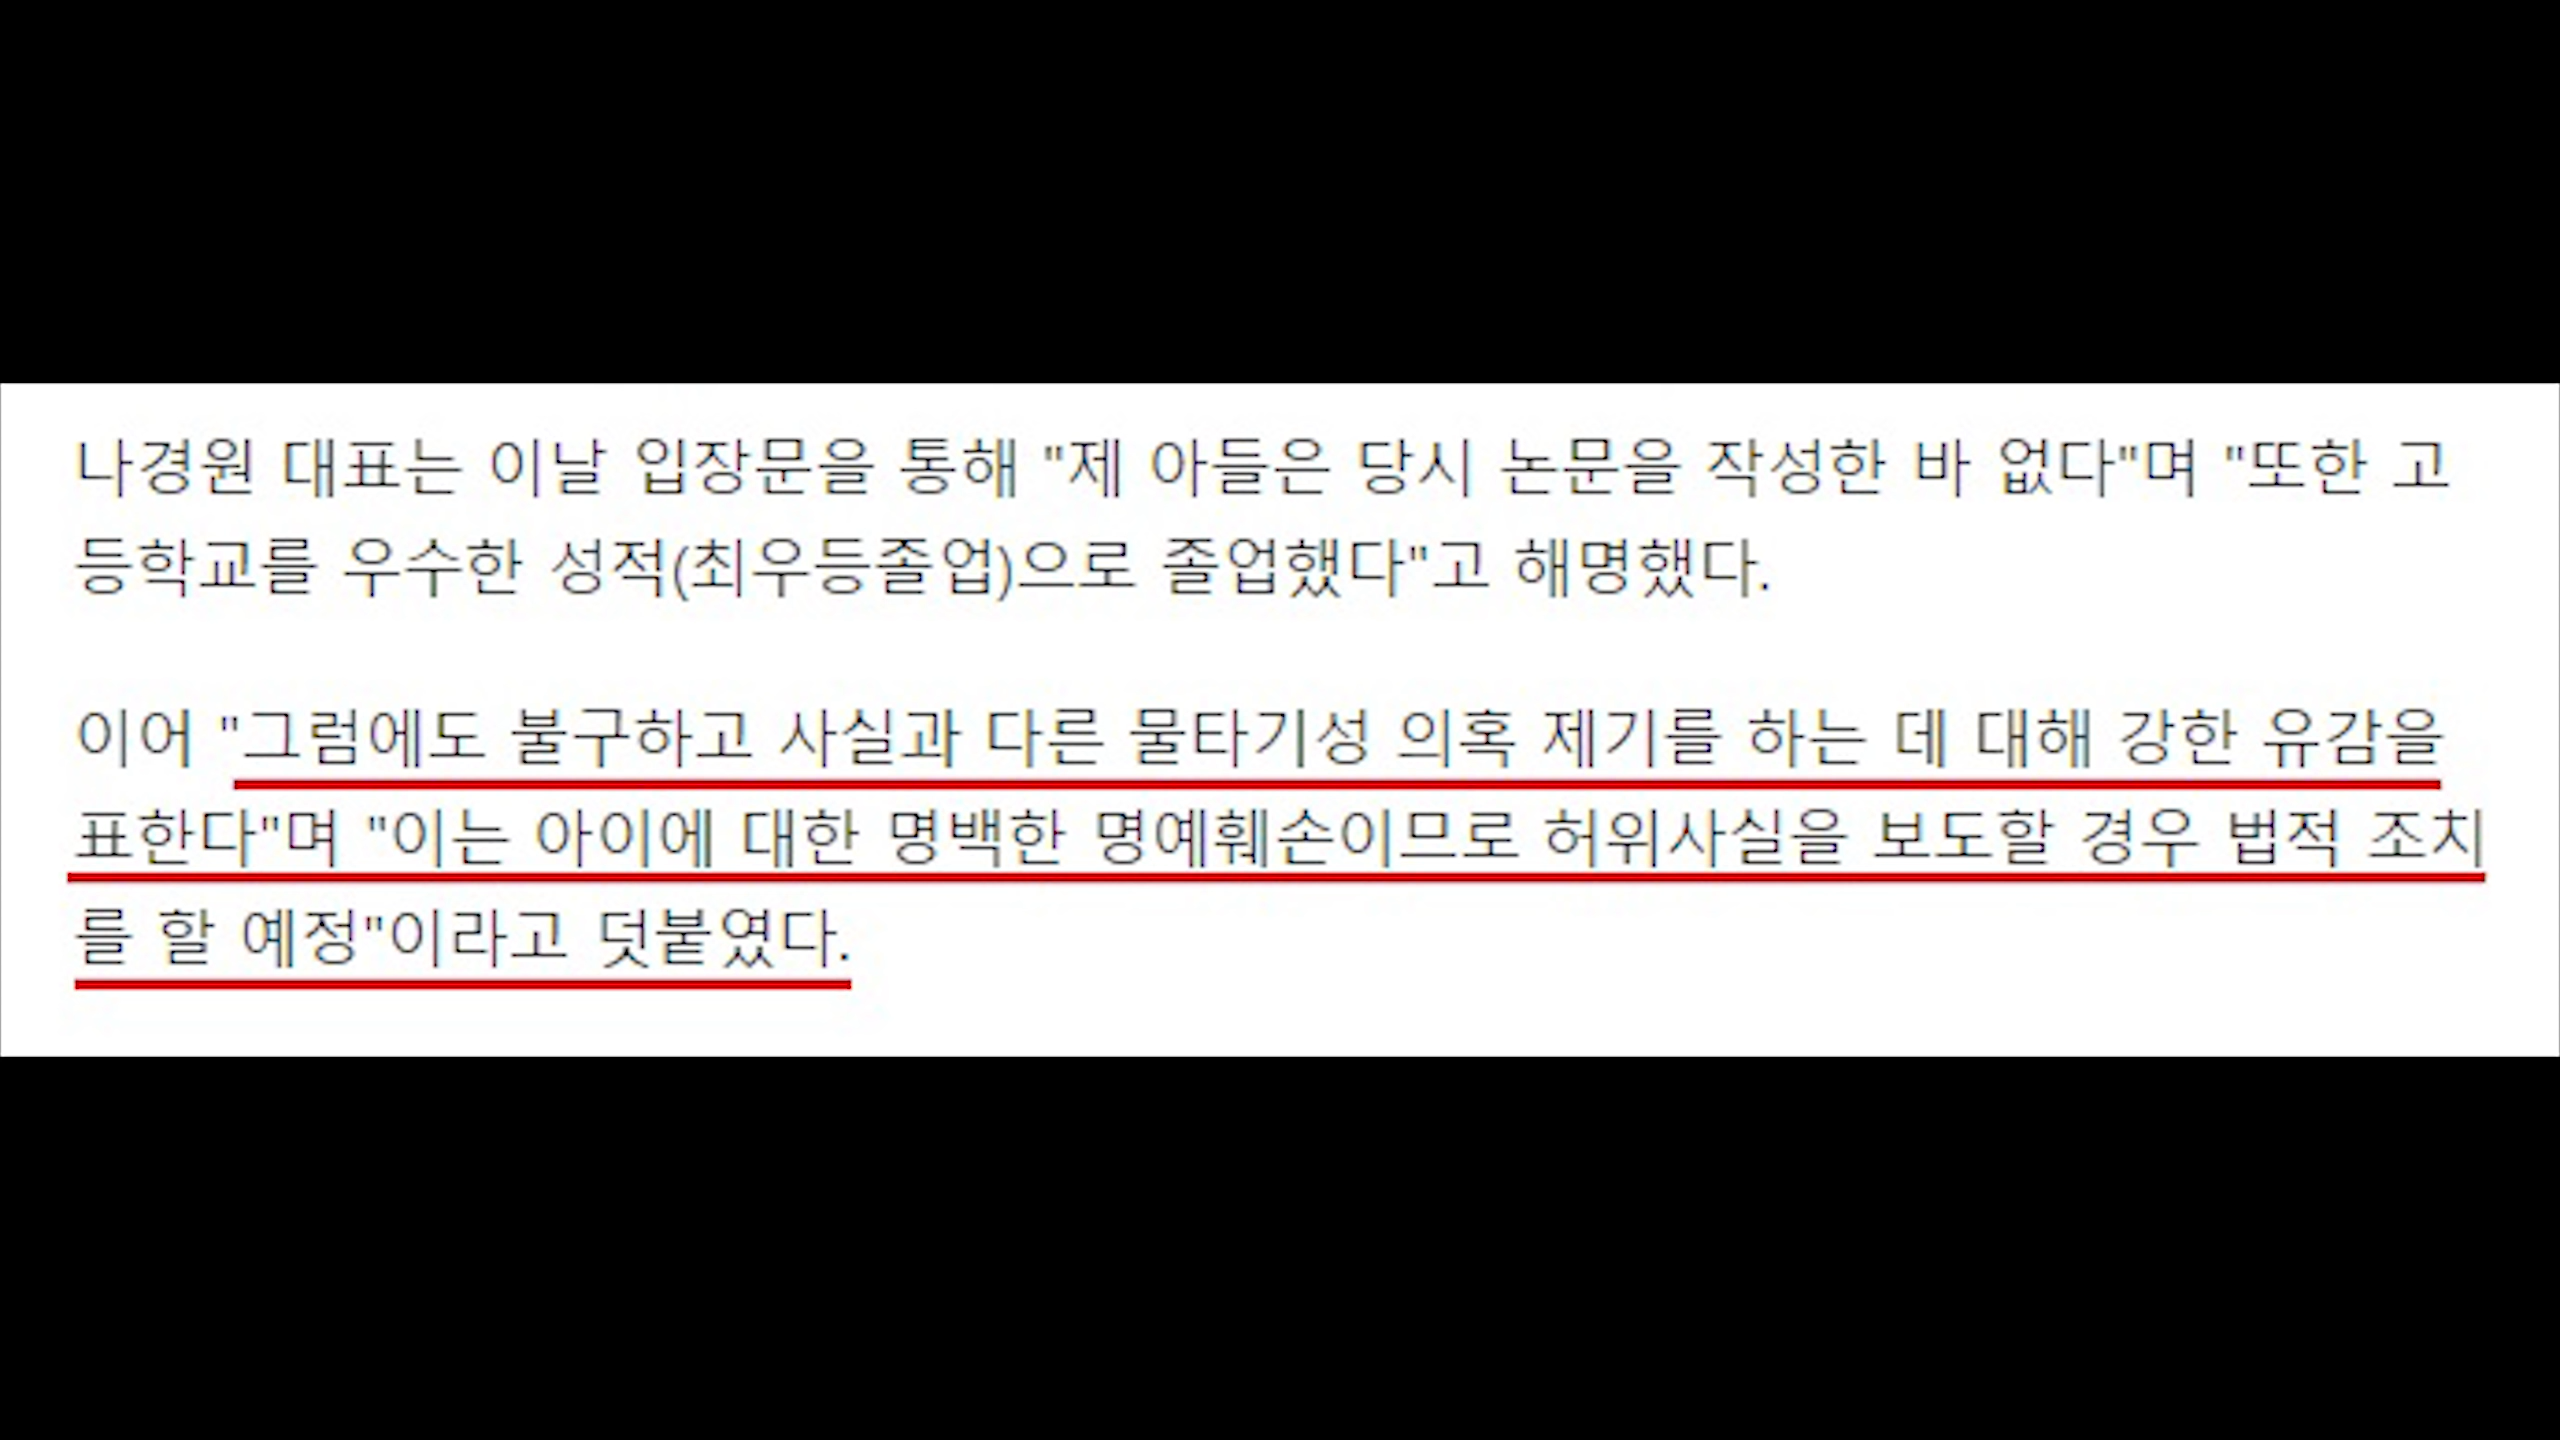 나경원 대표는 이날 입장문을 통해 "제 아들은 당시 논문을 작성한 바 없다"며 "또한 고
등학교를 우수한 성적(최우등졸업)으로 졸업했다"고 해명했다.
이어 "그럼에도 불구하고 사실과 다른 물타기성 의혹 제기를 하는 데 대해 강한 유감을
표한다"며 "이는 아이에 대한 명백한 명예훼손이므로 허위사실을 보도할 경우 법적 조치
를 할 예정"이라고 덧붙였다.